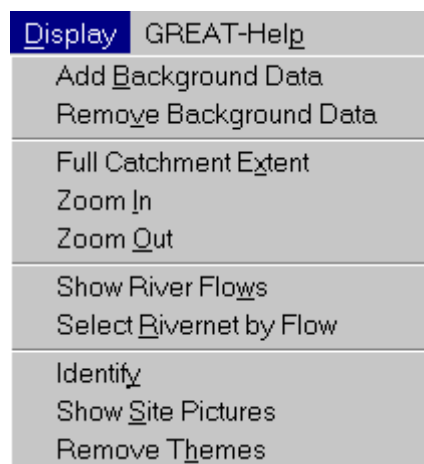 Display GREAT-Help
Add Background Data
Remove Background Data
Full Catchment Extent
Zoom In
Zoom Out
Show River Flows
Select Rivernet by Flow
Identify
Show Site Pictures
Remove Themes